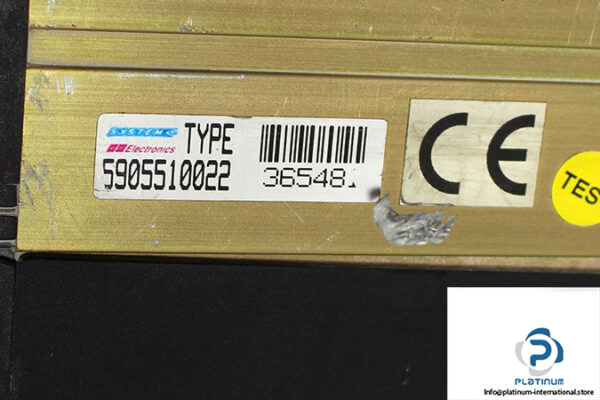 SYSTEM
Electronics
TYPE
5905510022
36548
CE
TES
PLATINUM
Info@platinum-international.store